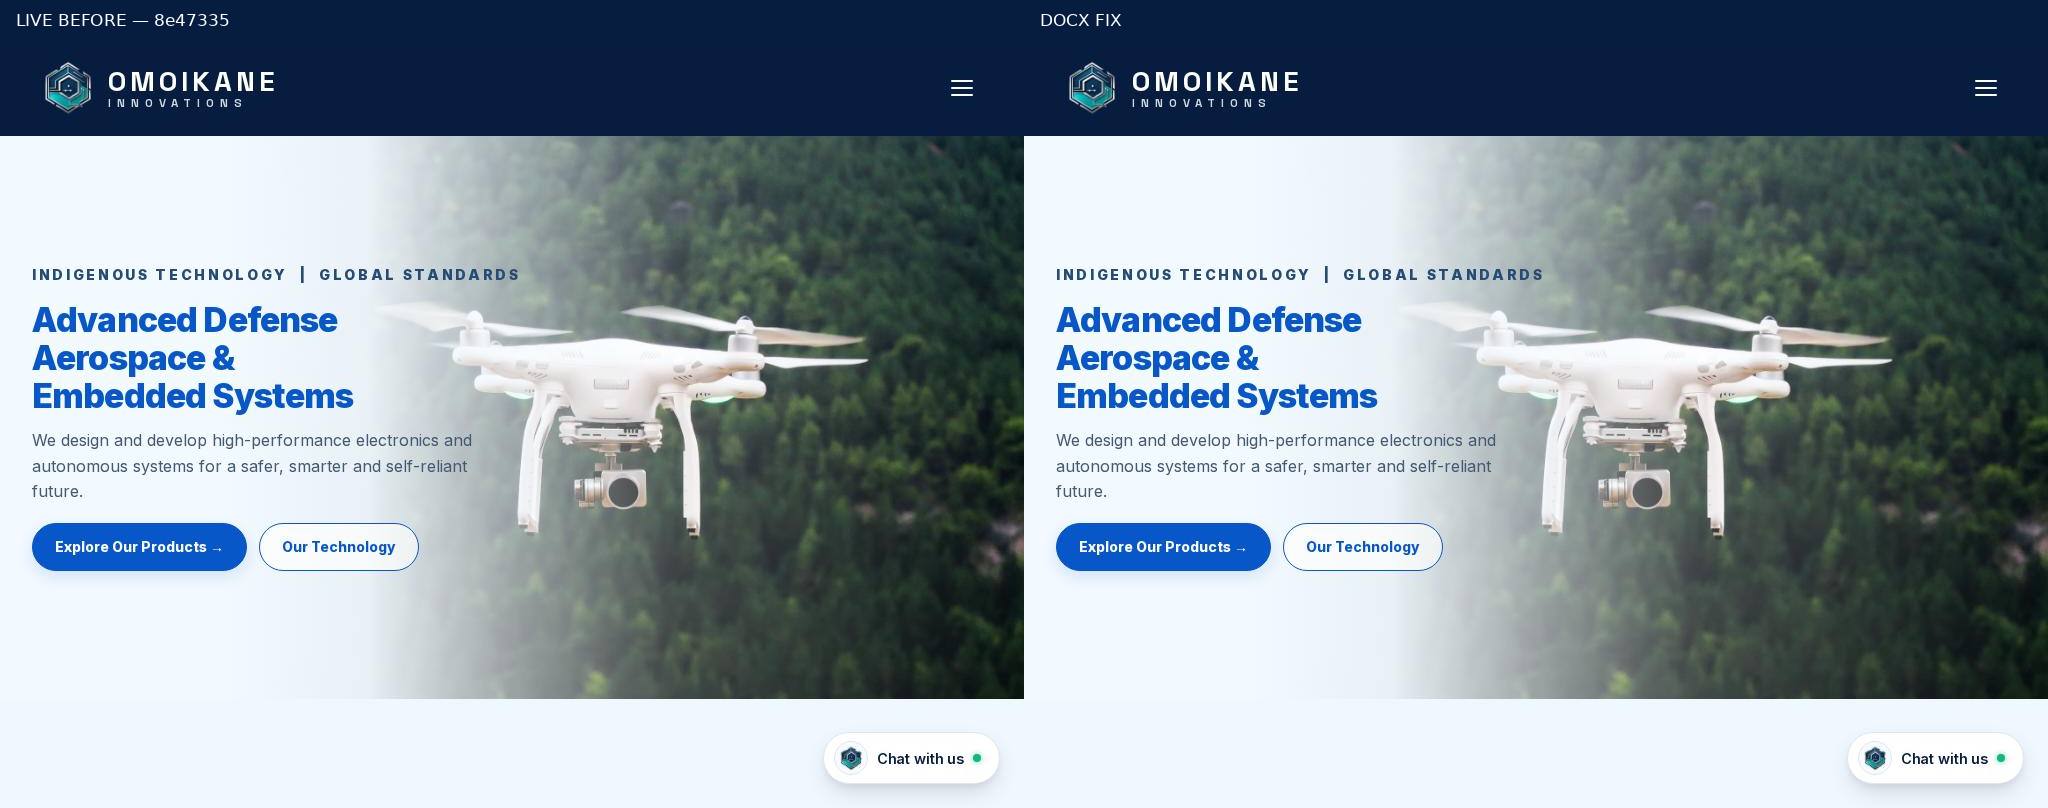 LIVE BEFORE — 8e47335
OMOIKANE
INNOVATIONS
INDIGENOUS TECHNOLOGY | GLOBAL STANDARDS
Advanced Defense
Aerospace &
Embedded Systems
We design and develop high-performance electronics and
autonomous systems for a safer, smarter and self-reliant
future.
Explore Our Products →
Our Technology
Chat with us
DOCX FIX
OMOIKANE
INNOVATIONS
INDIGENOUS TECHNOLOGY | GLOBAL STANDARDS
Advanced Defense
Aerospace &
Embedded Systems
We design and develop high-performance electronics and
autonomous systems for a safer, smarter and self-reliant
future.
Explore Our Products →
Our Technology
Chat with us